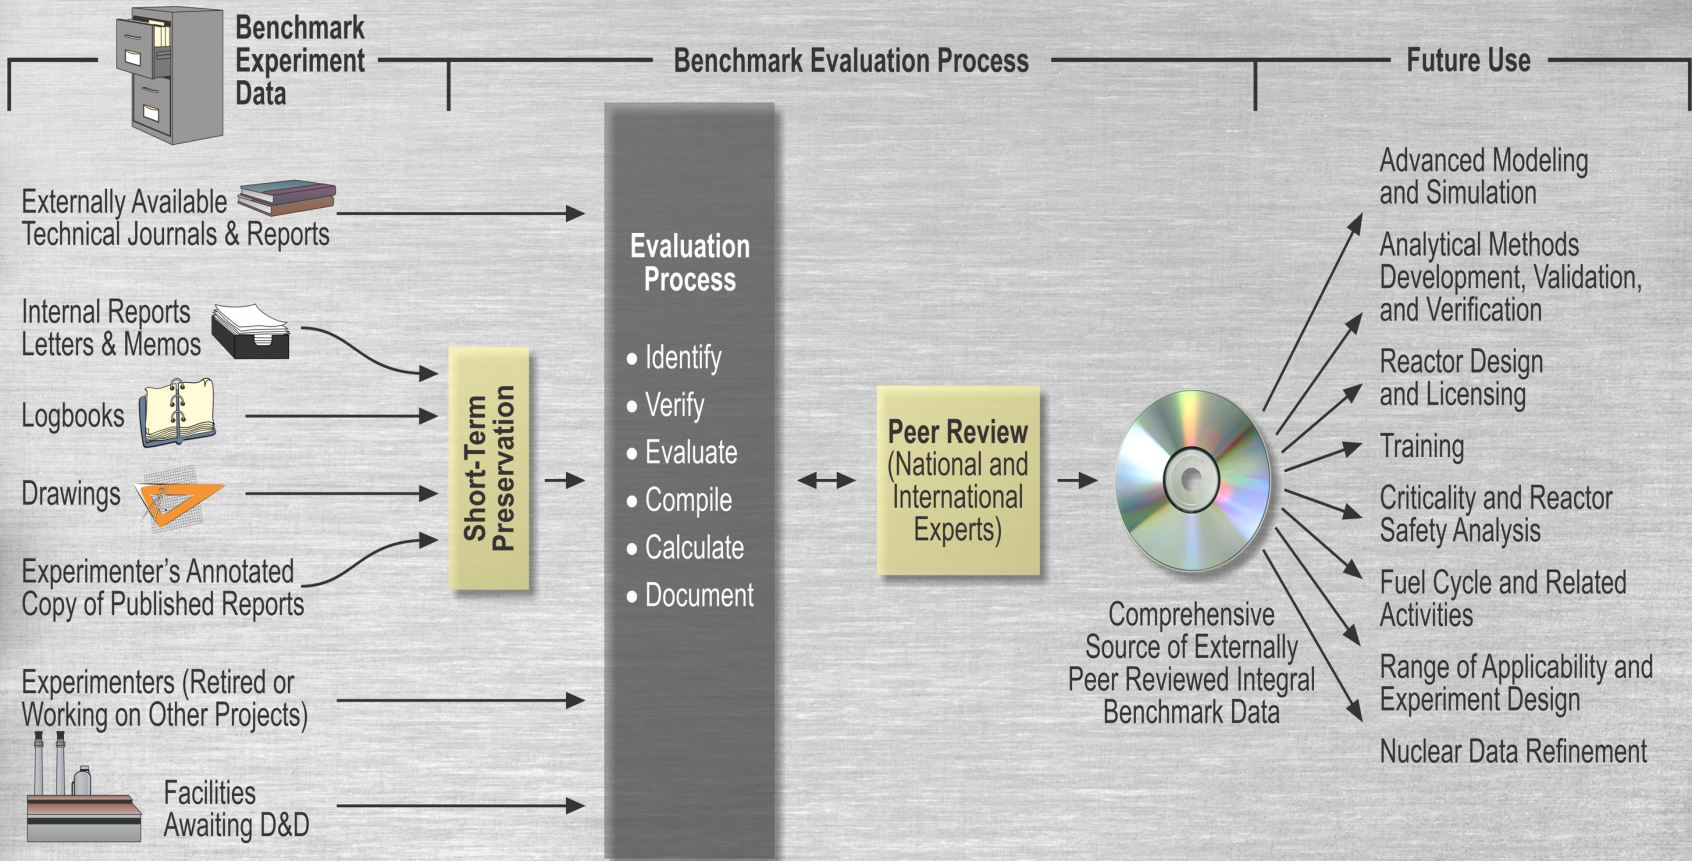 Benchmark
Experiment
Data
Benchmark Evaluation Process
Future Use
Externally Available
Technical Journals & Reports
Internal Reports
Letters & Memos
Logbooks
Drawings
Experimenter’s Annotated
Copy of Published Reports
Experimenters (Retired or
Working on Other Projects)
Facilities
Awaiting D&D
Short-Term
Preservation
Evaluation
Process
• Identify
• Verify
• Evaluate
• Compile
• Calculate
• Document
Peer Review
(National and
International
Experts)
Comprehensive
Source of Externally
Peer Reviewed Integral
Benchmark Data
Advanced Modeling
and Simulation
Analytical Methods
Development, Validation,
and Verification
Reactor Design
and Licensing
Training
Criticality and Reactor
Safety Analysis
Fuel Cycle and Related
Activities
Range of Applicability and
Experiment Design
Nuclear Data Refinement